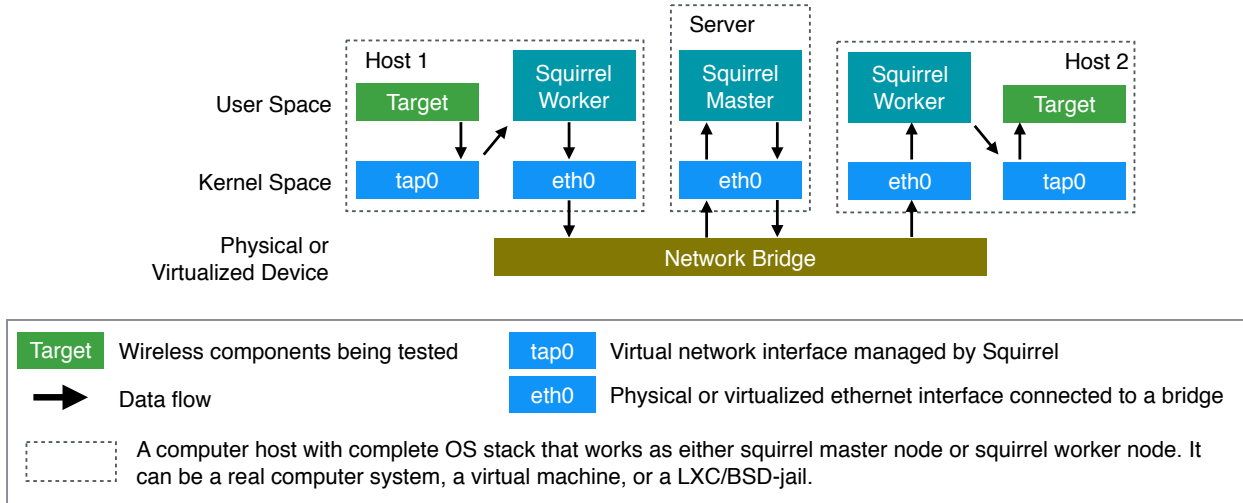 Server
Host 1
Host 2
User Space
Target
Squirrel
Worker
Squirrel
Master
Squirrel
Worker
Target
Kernel Space
tap0
eth0
eth0
eth0
tap0
Physical or
Virtualized Device
Network Bridge
Target
Wireless components being tested
tap0
Virtual network interface managed by Squirrel
Data flow
eth0
Physical or virtualized ethernet interface connected to a bridge
A computer host with complete OS stack that works as either squirrel master node or squirrel worker node. It
can be a real computer system, a virtual machine, or a LXC/BSD-jail.